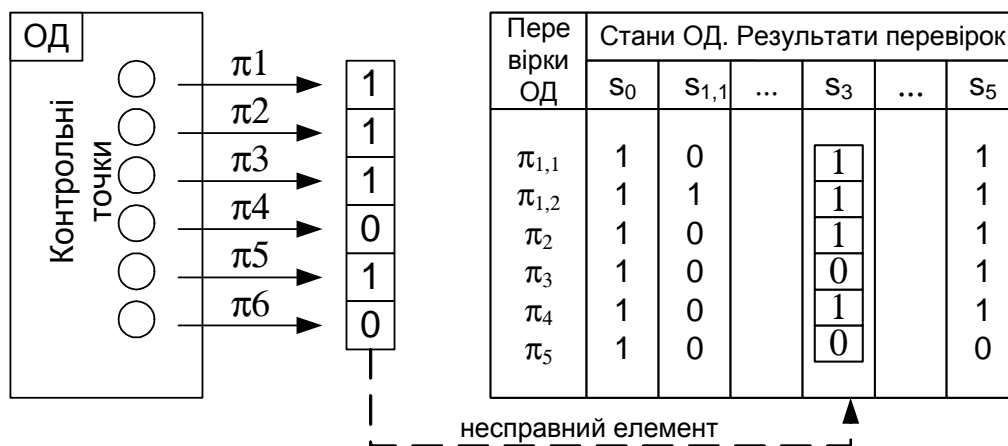 ОД
Контрольні точки
π1
π2
π3
π4
π5
π6
1
1
1
0
1
0
Пере вірки ОД
Стани ОД. Результати перевірок
s0 s1,1 ... s3 ... s5
π1,1 1 0 1 1
π1,2 1 1 1 1
π2 1 0 1 1
π3 1 0 0 1
π4 1 0 1 1
π5 1 0 0 0
несправний елемент